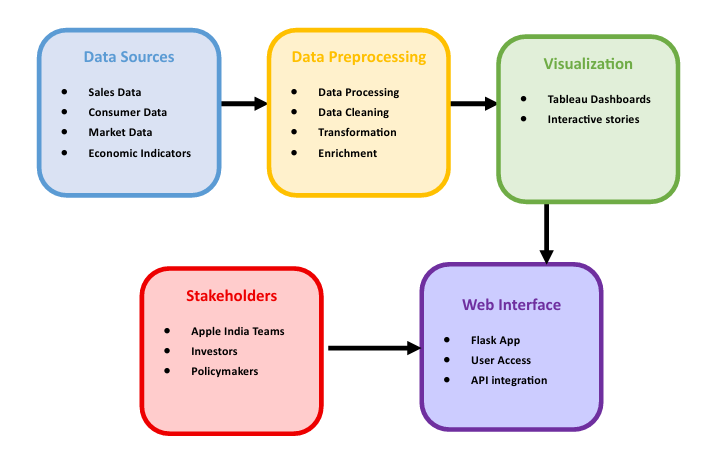 Data Sources
• Sales Data
• Consumer Data
• Market Data
• Economic Indicators
Data Preprocessing
• Data Processing
• Data Cleaning
• Transformation
• Enrichment
Visualization
• Tableau Dashboards
• Interactive stories
Stakeholders
• Apple India Teams
• Investors
• Policymakers
Web Interface
• Flask App
• User Access
• API integration